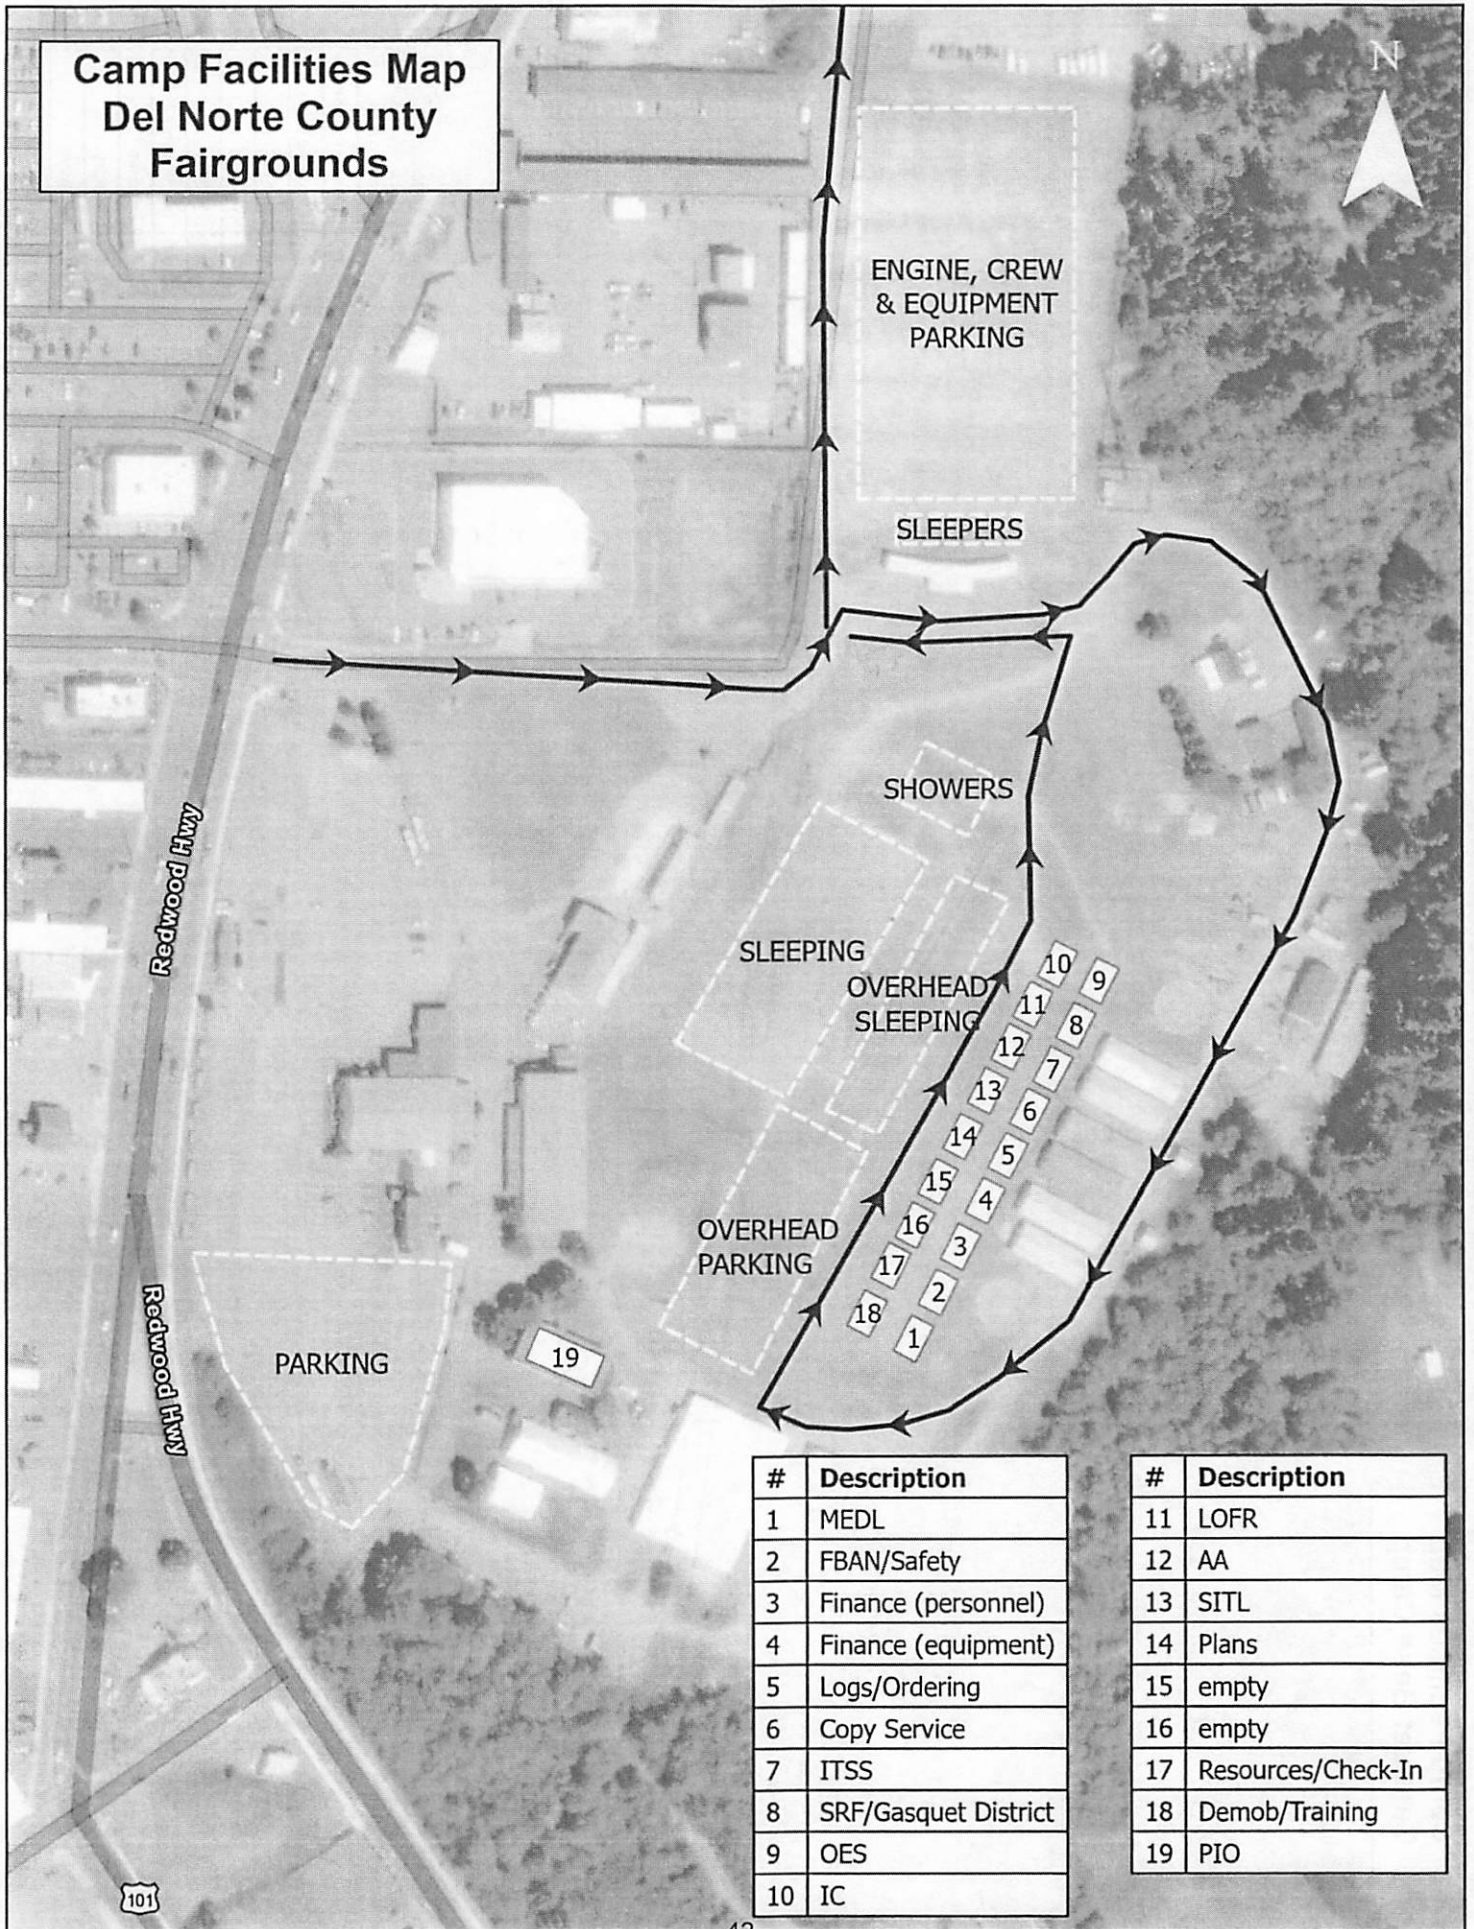 Camp Facilities Map
Del Norte County
Fairgrounds
N
ENGINE, CREW
& EQUIPMENT
PARKING
SLEEPERS
SHOWERS
Redwood Hwy
SLEEPING
OVERHEAD
SLEEPING
10
9
11
8
12
7
13
6
14
5
15
4
16
3
17
2
18
1
OVERHEAD
PARKING
Redwood Hwy
PARKING
19
# Description
1 MEDL
2 FBAN/Safety
3 Finance (personnel)
4 Finance (equipment)
5 Logs/Ordering
6 Copy Service
7 ITSS
8 SRF/Gasquet District
9 OES
10 IC
# Description
11 LOFR
12 AA
13 SITL
14 Plans
15 empty
16 empty
17 Resources/Check-In
18 Demob/Training
19 PIO
101